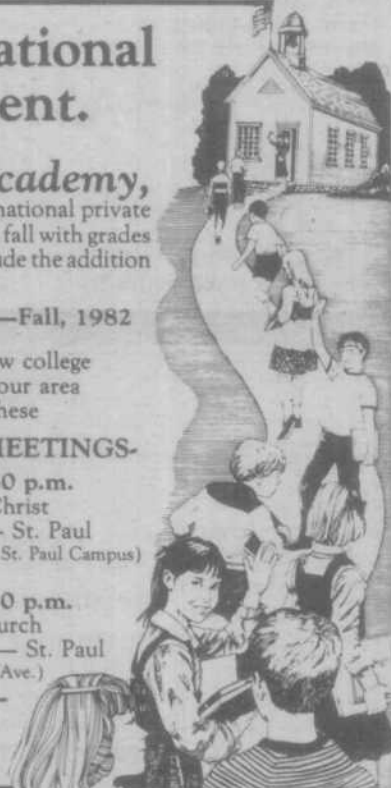 ational
ent.
cademy,
national private
fall with grades
ude the addition
—Fall, 1982
w college
our area
hese
MEETINGS-
0 p.m.
Christ
- St. Paul
St. Paul Campus)
0 p.m.
urch
— St. Paul
Ave.)